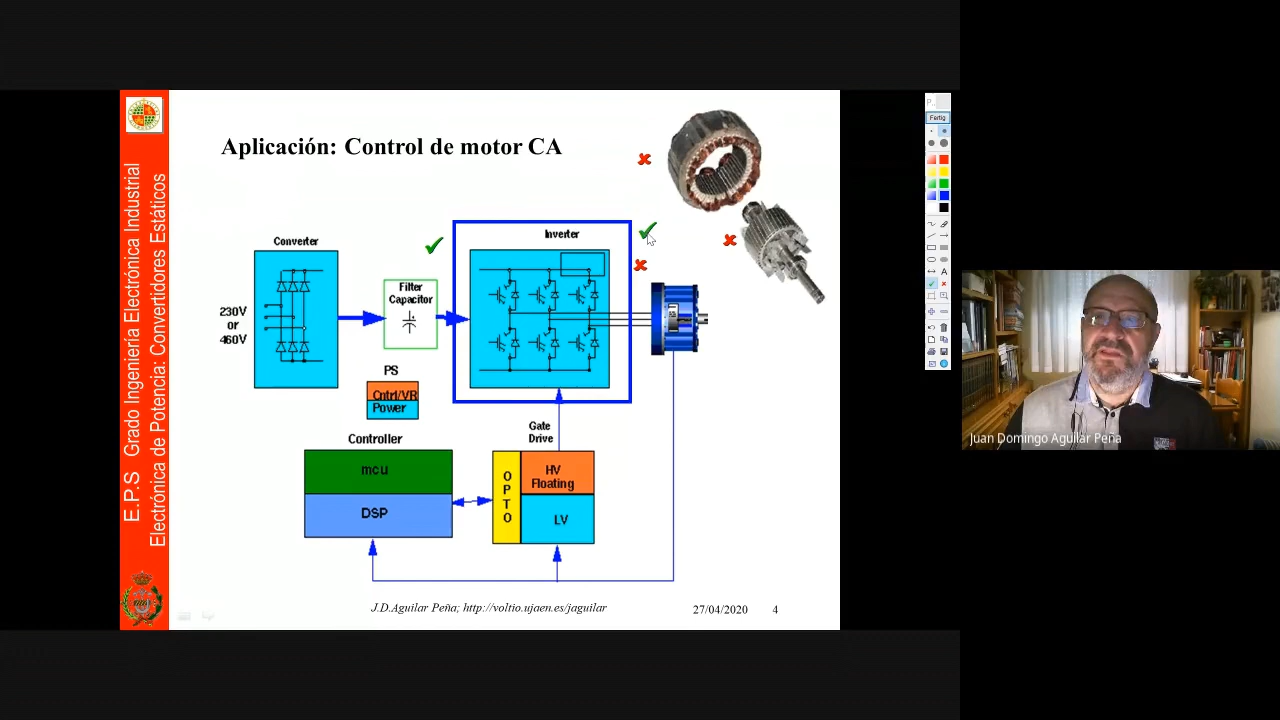 E.P.S Grado Ingeniería Electrónica Industrial
Electrónica de Potencia: Convertidores Estáticos
Aplicación: Control de motor CA
Converter
230V
or
460V
Filter
Capacitor
Inverter
PS
Cntrl/VR
Power
Controller
mcu
DSP
Gate
Drive
O
P
T
O
HV
Floating
LV
J.D.Aguilar Peña; http://voltio.ujaen.es/jaguilar
27/04/2020
4
P..
Fertig
A
Juan Domingo Aguilar Peña